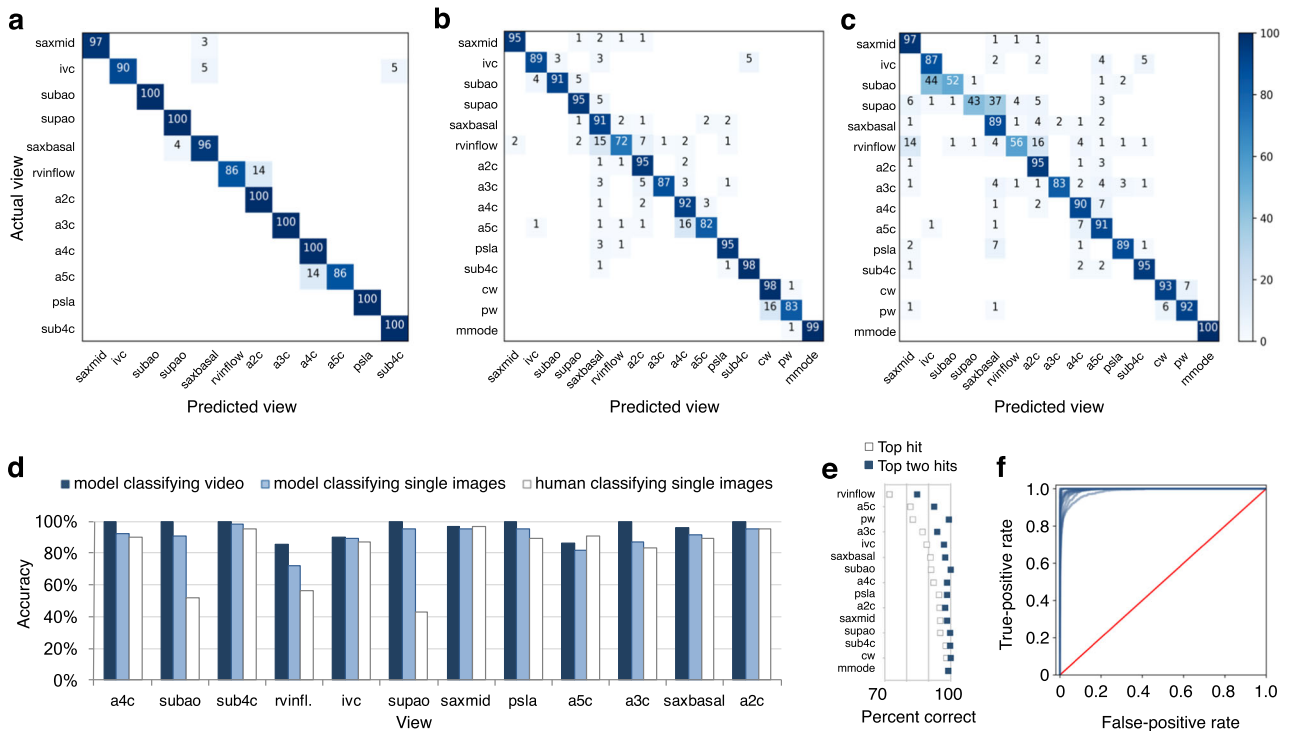 a
saxmid 97 3
ivc 90 5 5
subao 100
supao 100
saxbasal 4 96
rvinflow 86 14
a2c 100
a3c 100
a4c 100
a5c 14 86
psla 100
sub4c 100
Actual view
saxmid ivc subao supao saxbasal rvinflow a2c a3c a4c a5c psla sub4c
Predicted view
b
saxmid 95 1 2 1 1
ivc 89 3 3 5
subao 4 91 5
supao 95 5
saxbasal 1 91 2 1 2 2
rvinflow 2 2 15 72 7 1 2 1
a2c 1 1 95 2
a3c 3 5 87 3 1
a4c 1 2 92 3
a5c 1 1 1 16 82
psla 3 1 95
sub4c 1 1 98
cw 98 1
pw 16 83
mmode 1 99
saxmid ivc subao supao saxbasal rvinflow a2c a3c a4c a5c psla sub4c cw pw mmode
Predicted view
c
saxmid 97 1 1 1
ivc 87 2 2 4 5
subao 44 52 1 1 2
supao 6 1 1 43 37 4 5 3
saxbasal 89 1 4 2 1 2
rvinflow 14 1 1 4 56 16 4 1 1 1
a2c 95 1 3
a3c 1 4 1 1 83 2 4 3 1
a4c 1 2 90 7
a5c 1 1 7 91
psla 2 7 1 2 89 1
sub4c 1 2 2 95
cw 93 7
pw 1 1 6 92
mmode 100
saxmid ivc subao supao saxbasal rvinflow a2c a3c a4c a5c psla sub4c cw pw mmode
Predicted view
100
80
60
40
20
0
d
model classifying video model classifying single images human classifying single images
100%
80%
60%
40%
20%
0%
Accuracy
a4c subao sub4c rvinfl. ivc supao saxmid psla a5c a3c saxbasal a2c
View
e
Top hit
Top two hits
rvinflow
a5c
pw
a3c
ivc
saxbasal
subao
a4c
psla
a2c
saxmid
supao
sub4c
cw
mmode
70 100
Percent correct
f
1.0
0.8
0.6
0.4
0.2
0
True-positive rate
0 0.2 0.4 0.6 0.8 1.0
False-positive rate